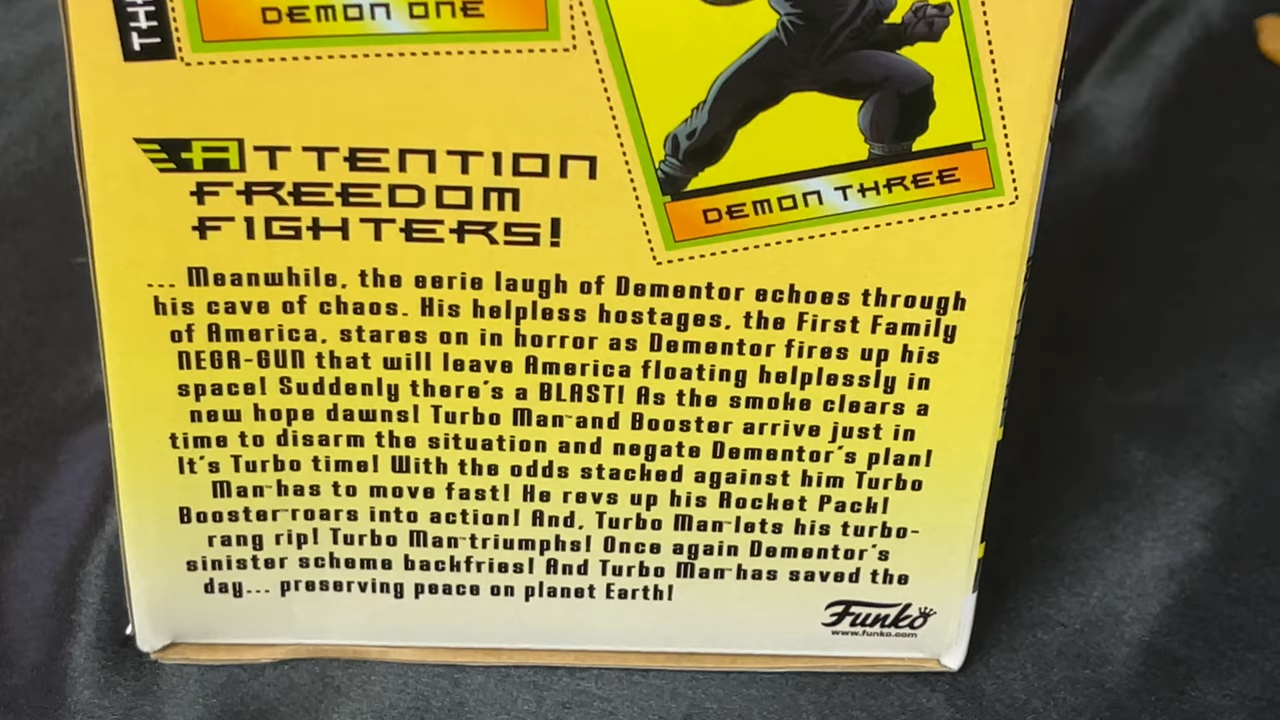 TH
DEMON ONE
DEMON THREE
ATTENTION
FREEDOM
FIGHTERS!
... Meanwhile, the eerie laugh of Dementor echoes through
his cave of chaos. His helpless hostages, the First Family
of America, stares on in horror as Dementor fires up his
NEGA-GUN that will leave America floating helplessly in
space! Suddenly there's a BLAST! As the smoke clears a
new hope dawns! Turbo Man™ and Booster arrive just in
time to disarm the situation and negate Dementor's plan!
It's Turbo time! With the odds stacked against him Turbo
Man™ has to move fast! He revs up his Rocket Pack!
Booster™ roars into action! And, Turbo Man™ lets his turbo-
rang rip! Turbo Man™ triumphs! Once again Dementor's
sinister scheme backfries! And Turbo Man™ has saved the
day... preserving peace on planet Earth!
Funko
www.funko.com